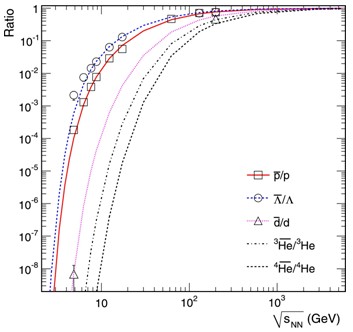 Ratio
1
10⁻¹
10⁻²
10⁻³
10⁻⁴
10⁻⁵
10⁻⁶
10⁻⁷
10⁻⁸
p̅/p
Λ̅/Λ
d̅/d
³H̅e̅/³He
⁴H̅e̅/⁴He
10 10² 10³
√sNN (GeV)